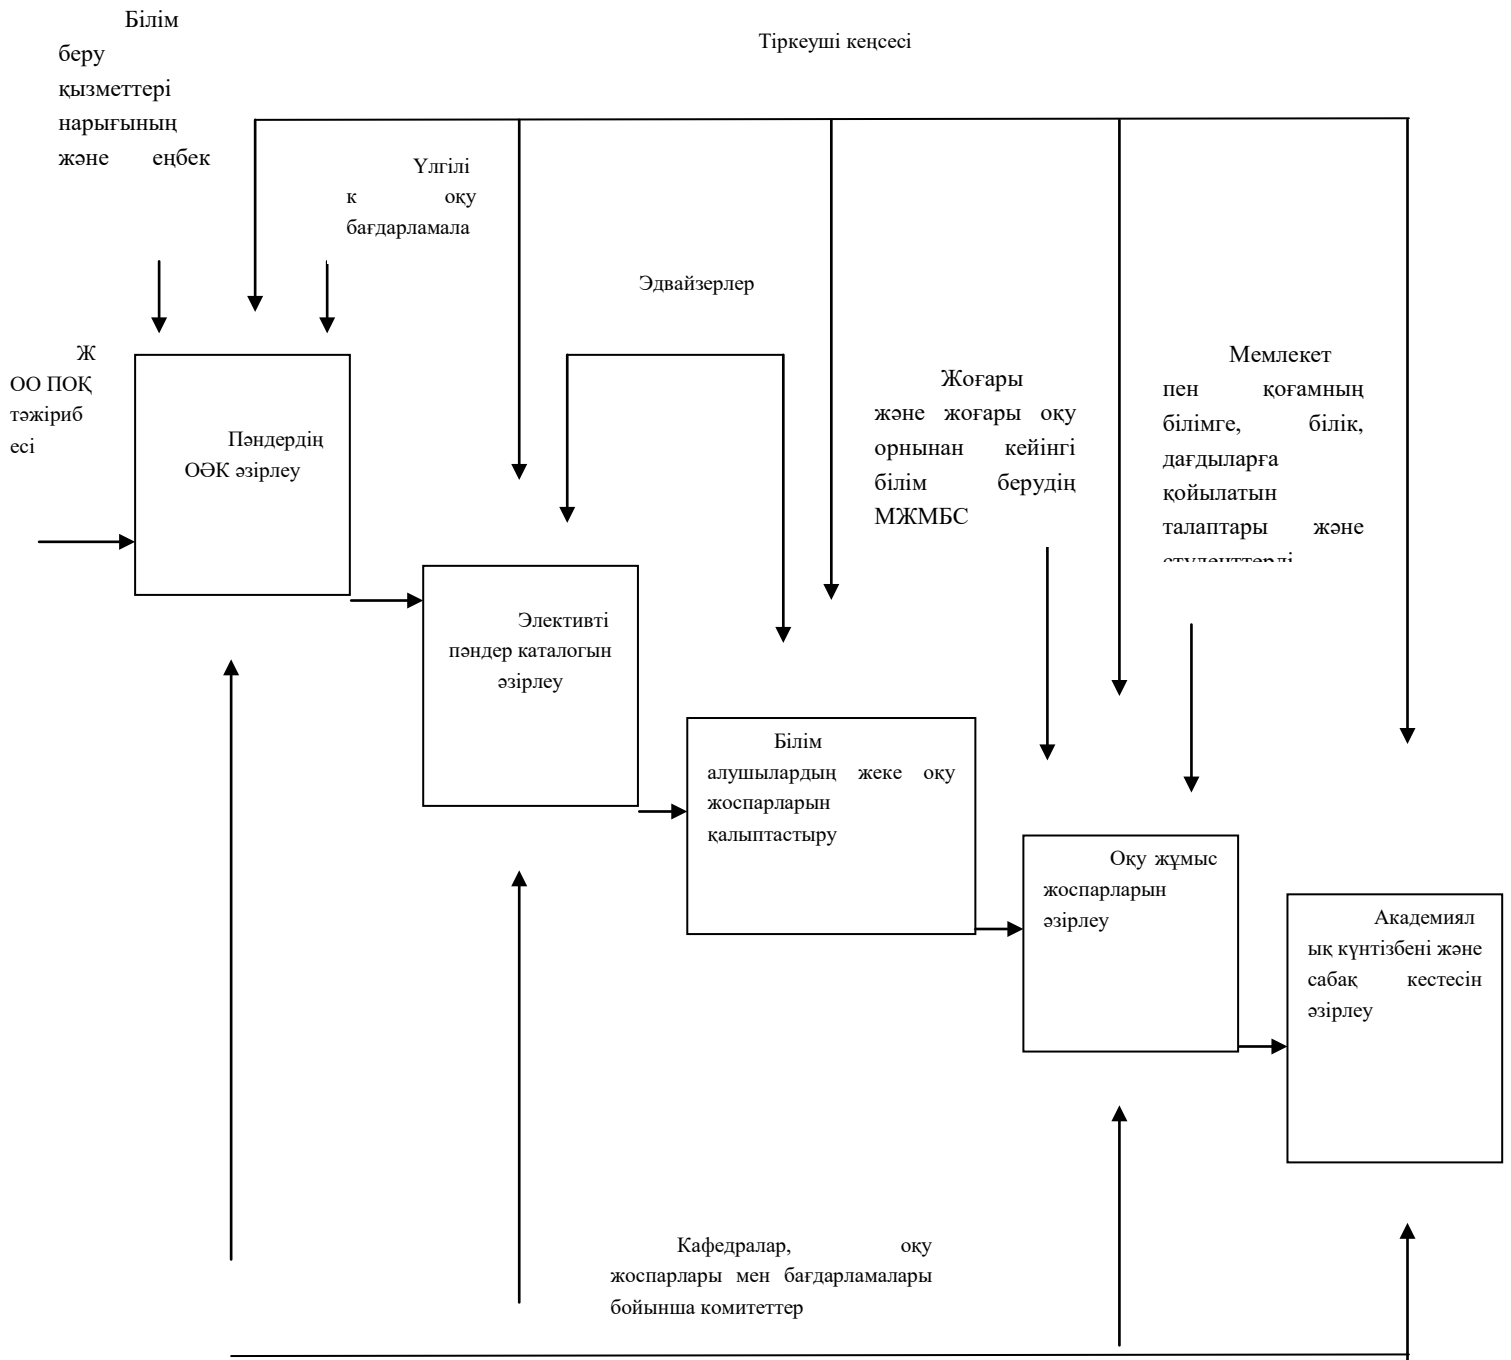 Білім
беру
қызметтері
нарығының
және еңбек
Тіркеуші кеңсесі
Үлгілі
к оқу
бағдарламала
Эдвайзерлер
Ж
ОО ПОҚ
тәжіриб
есі
Пәндердің
ОӘК әзірлеу
Жоғары
және жоғары оқу
орнынан кейінгі
білім берудің
МЖМБС
Мемлекет
пен қоғамның
білімге, білік,
дағдыларға
қойылатын
талаптары және
студенттерді
Элективті
пәндер каталогын
әзірлеу
Білім
алушылардың жеке оқу
жоспарларын
қалыптастыру
Оқу жұмыс
жоспарларын
әзірлеу
Академиял
ық күнтізбені және
сабақ кестесін
әзірлеу
Кафедралар, оқу
жоспарлары мен бағдарламалары
бойынша комитеттер